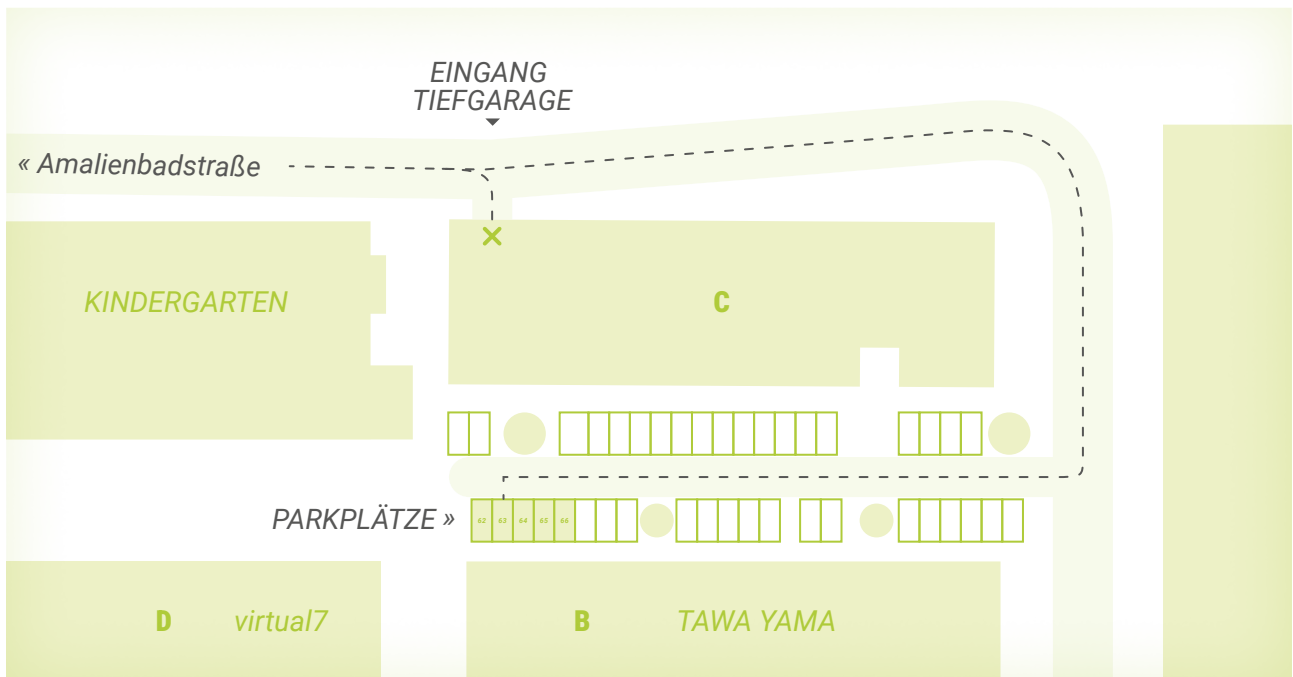 EINGANG
TIEFGARAGE
« Amalienbadstraße
KINDERGARTEN
C
PARKPLÄTZE »
62 63 64 65 66
D virtual7
B TAWA YAMA